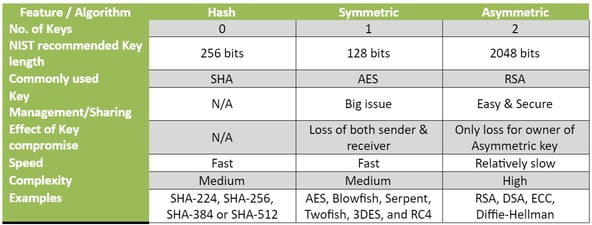 Feature / Algorithm Hash Symmetric Asymmetric
No. of Keys 0 1 2
NIST recommended Key length 256 bits 128 bits 2048 bits
Commonly used SHA AES RSA
Key Management/Sharing N/A Big issue Easy & Secure
Effect of Key compromise N/A Loss of both sender & receiver Only loss for owner of Asymmetric key
Speed Fast Fast Relatively slow
Complexity Medium Medium High
Examples SHA-224, SHA-256, SHA-384 or SHA-512 AES, Blowfish, Serpent, Twofish, 3DES, and RC4 RSA, DSA, ECC, Diffie-Hellman